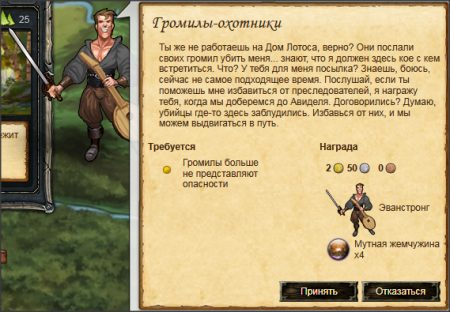 25
Громилы-охотники
Ты же не работаешь на Дом Лотоса, верно? Они послали
своих громил убить меня... знают, что я должен здесь кое с кем
встретиться. Что? У тебя для меня посылка? Знаешь, боюсь,
сейчас не самое подходящее время. Послушай, если ты
поможешь мне избавиться от преследователей, я награжу
тебя, когда мы доберемся до Авиделя. Договорились? Думаю,
убийцы где-то здесь заблудились. Избавься от них, и мы
можем выдвигаться в путь.
ежит
Требуется
Громилы больше
не представляют
опасности
Награда
2 50 0
Эванстронг
Мутная жемчужина
x4
Принять
Отказаться